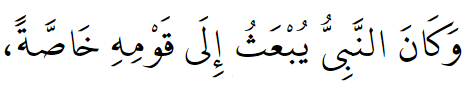 وَكَانَ النَّبِىُّ يُبْعَثُ إِلَى قَوْمِهِ خَاصَّةً،